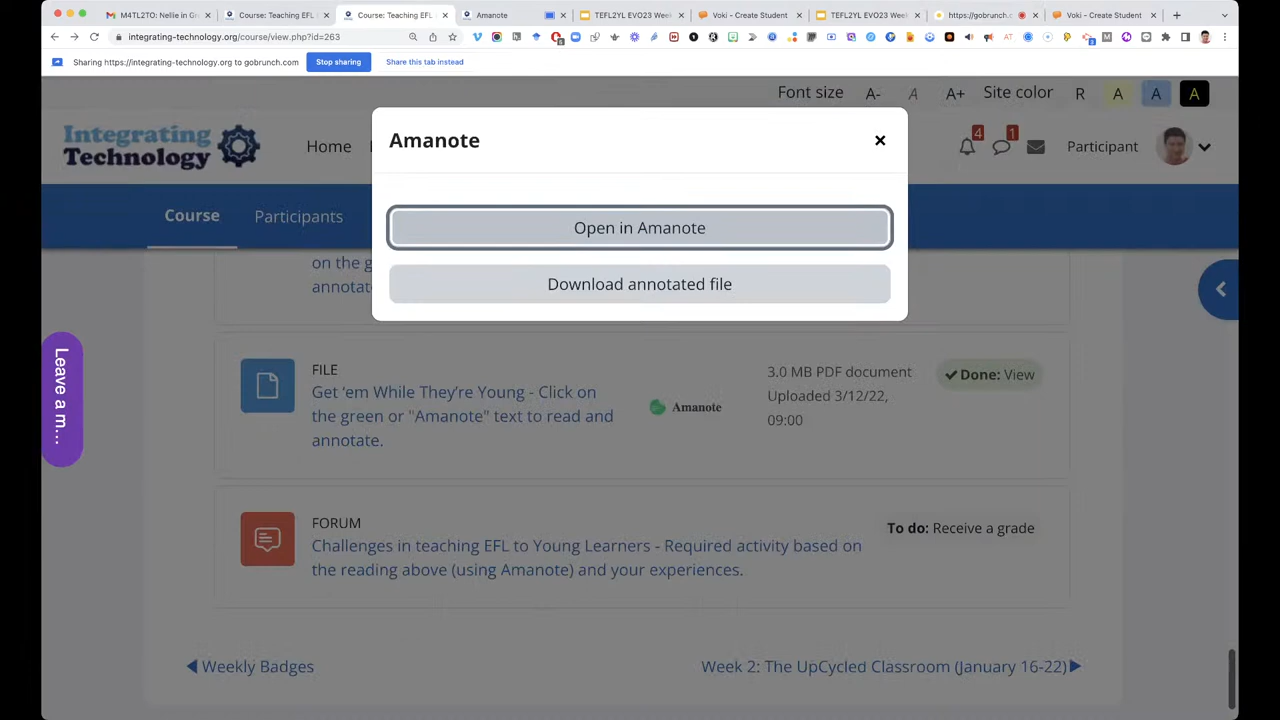 M4TL2TO: Nellie in Gr
Course: Teaching EFL
Course: Teaching EFL
Amanote
TEFL2YL EVO23 Week
Voki - Create Student
TEFL2YL EVO23 Week
https://gobrunch.co
Voki - Create Student
integrating-technology.org/course/view.php?id=263
Sharing https://integrating-technology.org to gobrunch.com
Stop sharing
Share this tab instead
Font size A- A A+ Site color R A A A
Integrating
Technology
Home
4
1
Participant
Course
Participants
Amanote
Open in Amanote
Download annotated file
on the g
annotat
FILE
Get ‘em While They’re Young - Click on
the green or "Amanote" text to read and
annotate.
Amanote
3.0 MB PDF document
Uploaded 3/12/22,
09:00
Done: View
FORUM
Challenges in teaching EFL to Young Learners - Required activity based on
the reading above (using Amanote) and your experiences.
To do: Receive a grade
Leave a m...
Weekly Badges
Week 2: The UpCycled Classroom (January 16-22)